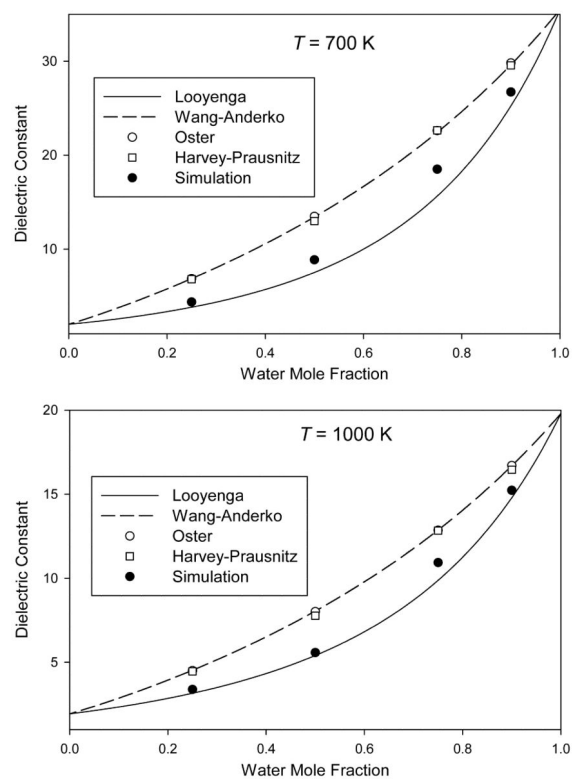 T = 700 K
30
20
10
Dielectric Constant
Looyenga
Wang-Anderko
Oster
Harvey-Prausnitz
Simulation
0.0 0.2 0.4 0.6 0.8 1.0
Water Mole Fraction
T = 1000 K
20
15
10
5
Dielectric Constant
Looyenga
Wang-Anderko
Oster
Harvey-Prausnitz
Simulation
0.0 0.2 0.4 0.6 0.8 1.0
Water Mole Fraction